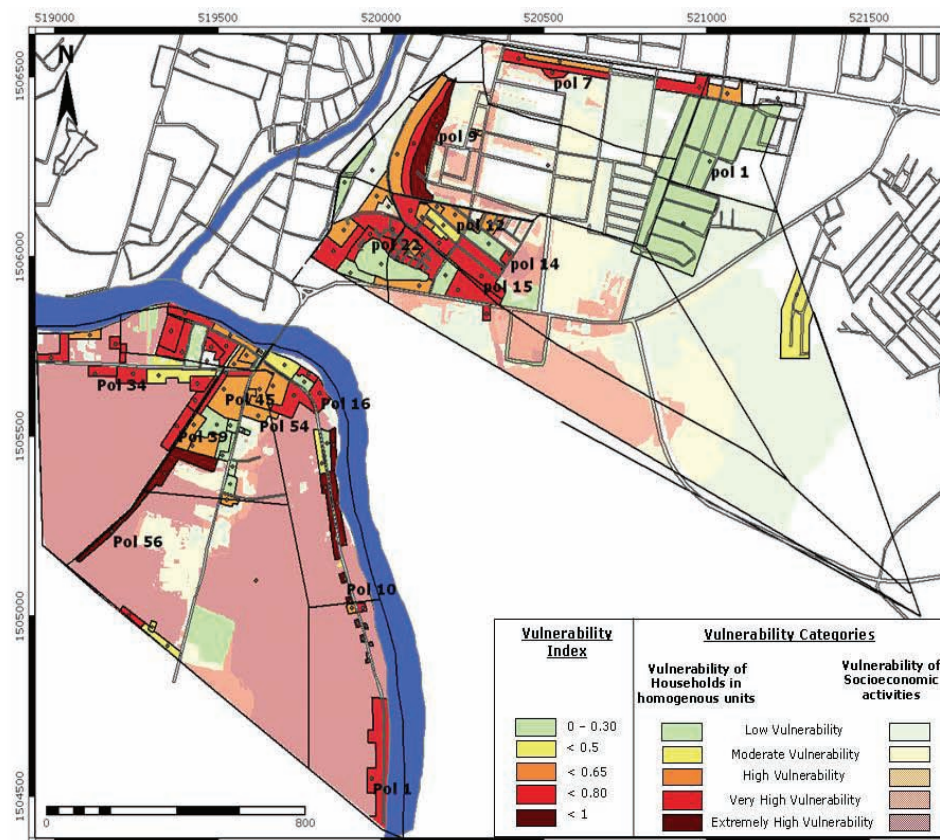 519000 519500 520000 520500 521000 521500
1506500
1506000
1505500
1505000
1504500
N
pol 7
pol 9
pol 1
pol 12
pol 22
pol 14
pol 15
Pol 34
Pol 45
Pol 16
Pol 54
Pol 39
Pol 56
Pol 10
Pol 1
0 800
Vulnerability
Index
0 – 0.30
< 0.5
< 0.65
< 0.80
< 1
Vulnerability Categories
Vulnerability of
Households in
homogenous units
Vulnerability of
Socioeconomic
activities
Low Vulnerability
Moderate Vulnerability
High Vulnerability
Very High Vulnerability
Extremely High Vulnerability